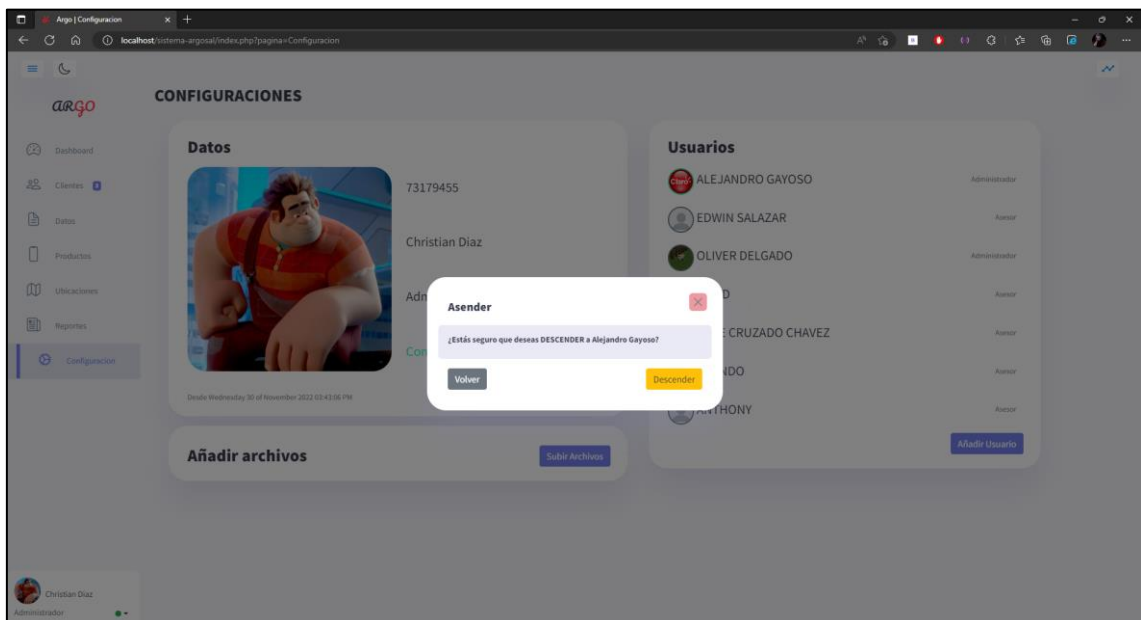 Argo | Configuracion
localhost/sistema-argosal/index.php?pagina=Configuracion
ARGO
CONFIGURACIONES
Dashboard
Clientes
Datos
Productos
Ubicaciones
Reportes
Configuración
Datos
73179455
Christian Diaz
Adm
Con
Desde Wednesday 30 of November 2022 03:43:06 PM
Añadir archivos
Subir Archivos
Usuarios
ALEJANDRO GAYOSO Administrador
EDWIN SALAZAR Asesor
OLIVER DELGADO Administrador
Asesor
CRUZADO CHAVEZ Asesor
Asesor
ANTHONY Asesor
Añadir Usuario
Asender
¿Estás seguro que deseas DESCENDER a Alejandro Gayoso?
Volver
Descender
Christian Diaz
Administrador